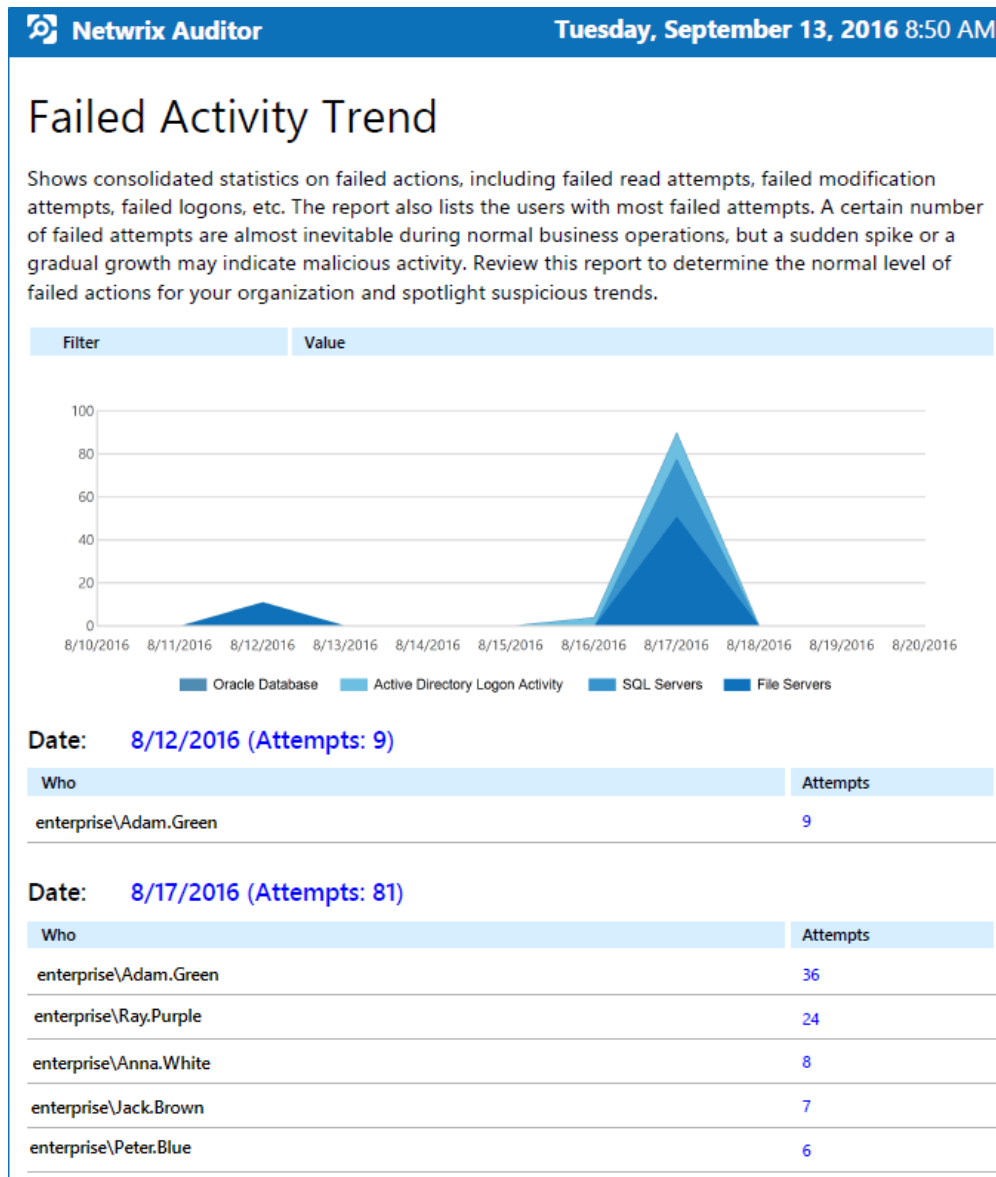 Netwrix Auditor Tuesday, September 13, 2016 8:50 AM
Failed Activity Trend
Shows consolidated statistics on failed actions, including failed read attempts, failed modification
attempts, failed logons, etc. The report also lists the users with most failed attempts. A certain number
of failed attempts are almost inevitable during normal business operations, but a sudden spike or a
gradual growth may indicate malicious activity. Review this report to determine the normal level of
failed actions for your organization and spotlight suspicious trends.
Filter Value
100
80
60
40
20
0
8/10/2016 8/11/2016 8/12/2016 8/13/2016 8/14/2016 8/15/2016 8/16/2016 8/17/2016 8/18/2016 8/19/2016 8/20/2016
Oracle Database Active Directory Logon Activity SQL Servers File Servers
Date: 8/12/2016 (Attempts: 9)
Who Attempts
enterprise\Adam.Green 9
Date: 8/17/2016 (Attempts: 81)
Who Attempts
enterprise\Adam.Green 36
enterprise\Ray.Purple 24
enterprise\Anna.White 8
enterprise\Jack.Brown 7
enterprise\Peter.Blue 6